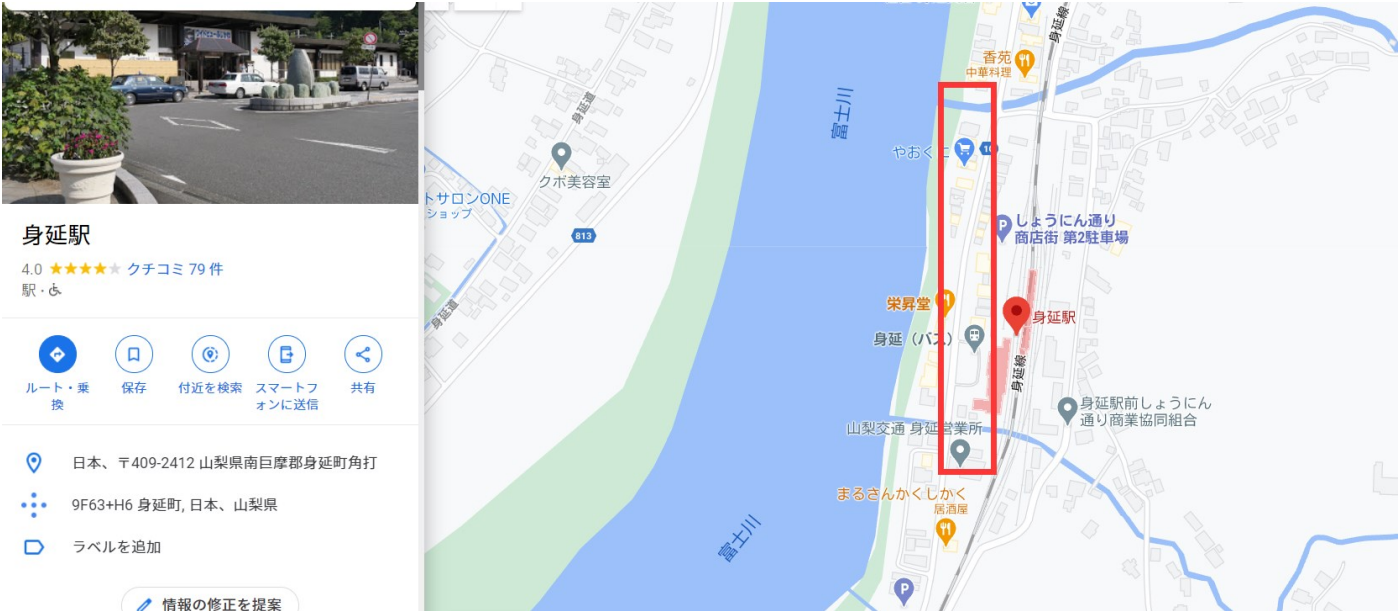 身延駅
4.0
クチコミ 79 件
駅・
ルート・乗
換
保存
付近を検索
スマートフ
ォンに送信
共有
日本、〒409-2412 山梨県南巨摩郡身延町角打
9F63+H6 身延町, 日本、山梨県
ラベルを追加
情報の修正を提案
身延線
香苑
中華料理
富士川
身延道
クボ美容室
トサロンONE
ショップ
813
やおく
10
P
しょうにん通り
商店街 第2駐車場
身延道
栄昇堂
身延駅
身延（バス）
身延線
身延駅前しょうにん
通り商業協同組合
山梨交通 身延営業所
まるさんかくしかく
居酒屋
富士川
P